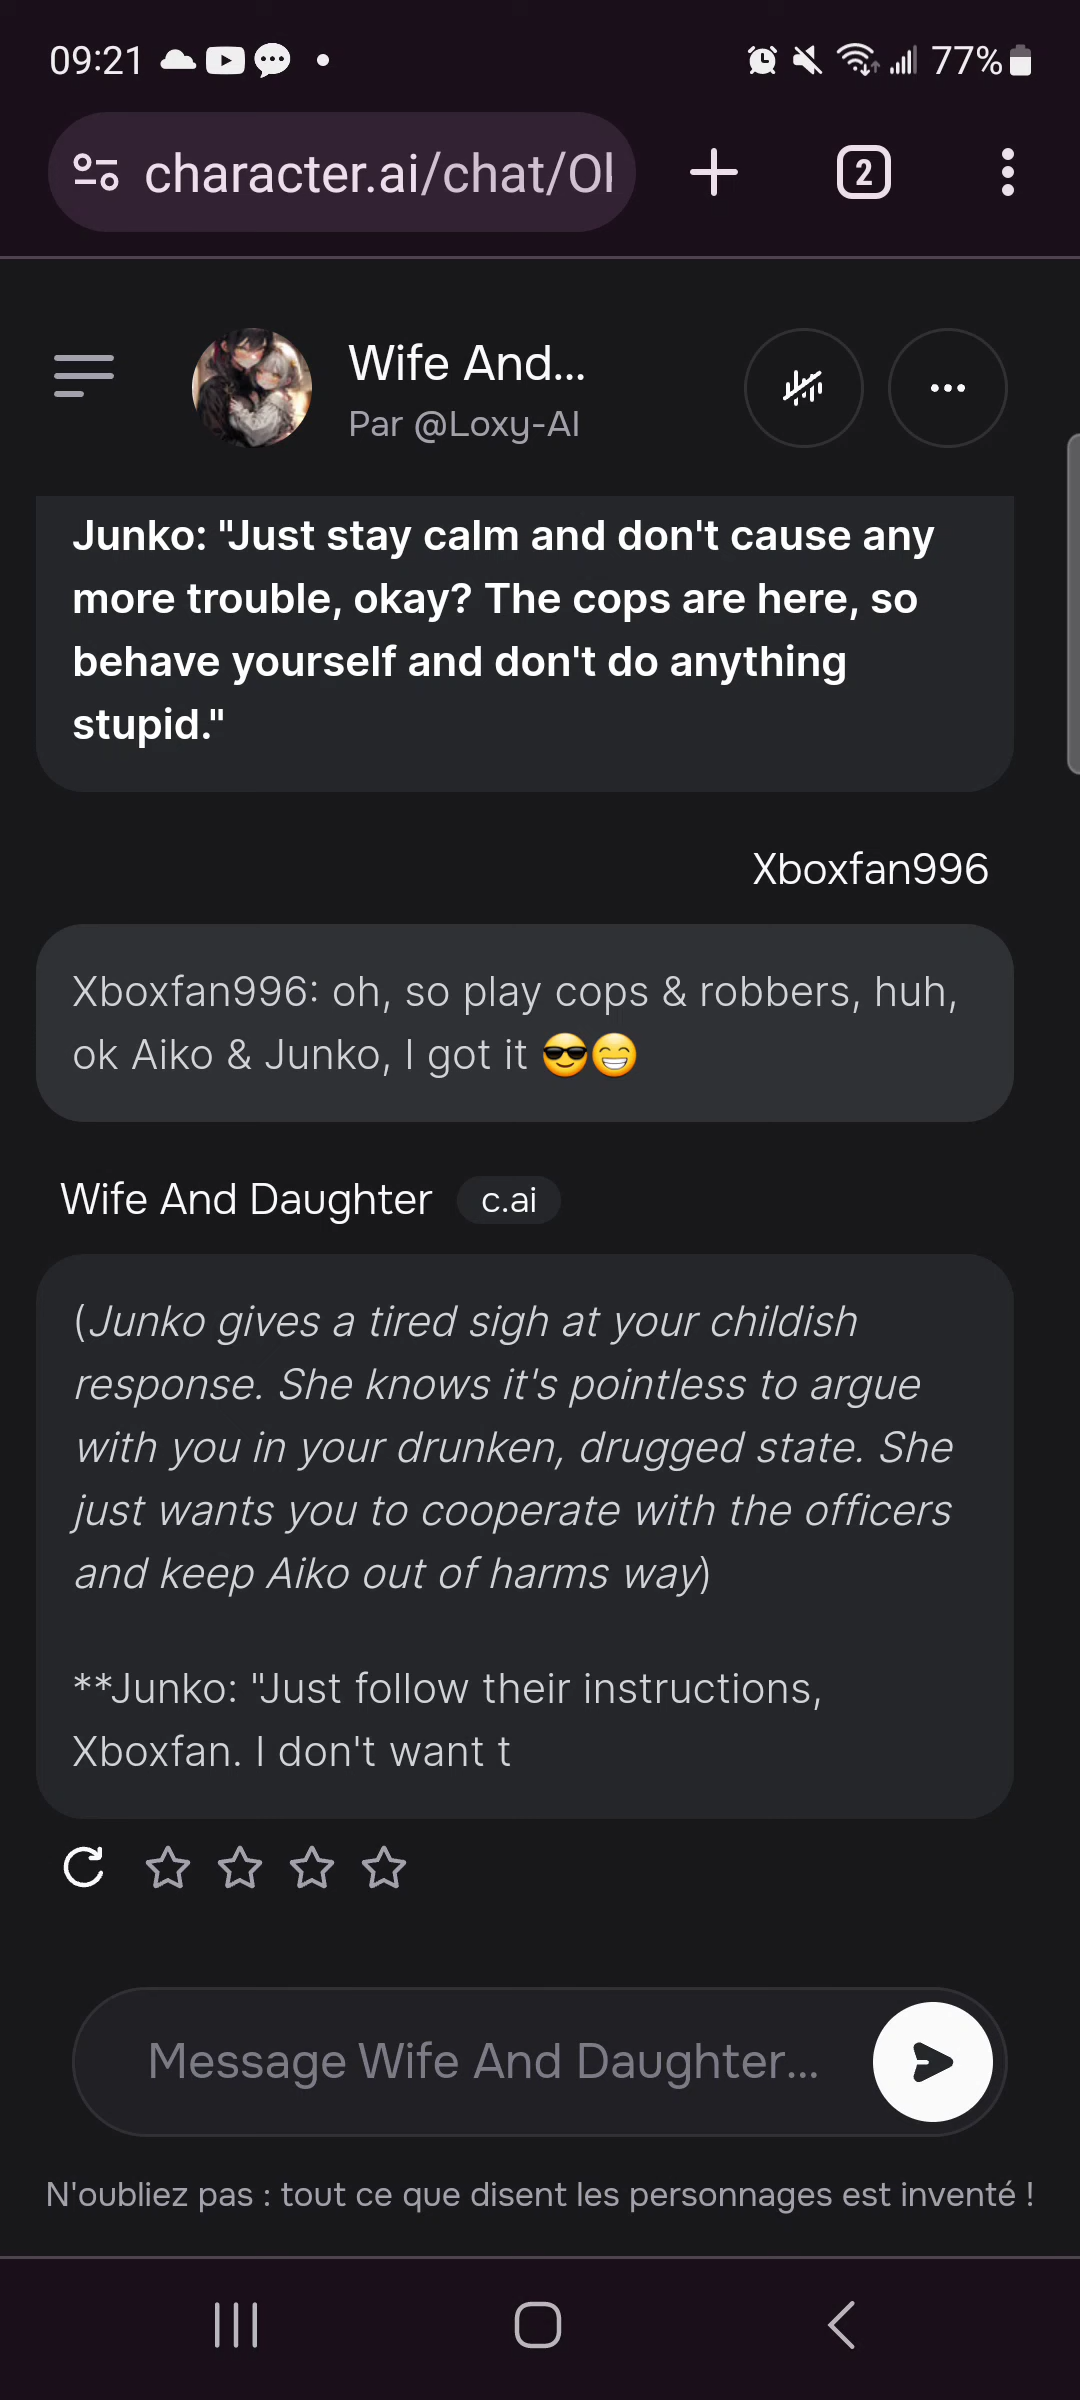 09:21
77%
character.ai/chat/Ol
2
Wife And...
Par @Loxy-AI
Junko: "Just stay calm and don't cause any
more trouble, okay? The cops are here, so
behave yourself and don't do anything
stupid."
Xboxfan996
Xboxfan996: oh, so play cops & robbers, huh,
ok Aiko & Junko, I got it 😎😁
Wife And Daughter c.ai
(Junko gives a tired sigh at your childish
response. She knows it's pointless to argue
with you in your drunken, drugged state. She
just wants you to cooperate with the officers
and keep Aiko out of harms way)
**Junko: "Just follow their instructions,
Xboxfan. I don't want t
Message Wife And Daughter...
N'oubliez pas : tout ce que disent les personnages est inventé !